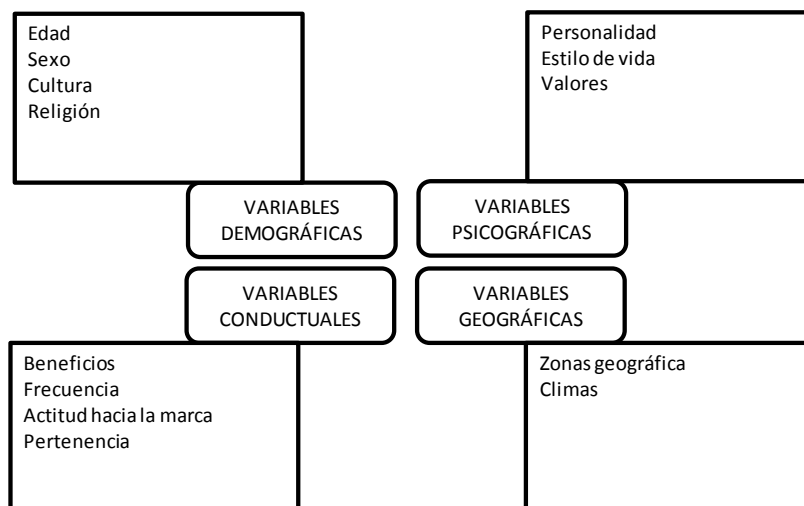 Edad
Sexo
Cultura
Religión
Personalidad
Estilo de vida
Valores
VARIABLES
DEMOGRÁFICAS
VARIABLES
PSICOGRÁFICAS
VARIABLES
CONDUCTUALES
VARIABLES
GEOGRÁFICAS
Beneficios
Frecuencia
Actitud hacia la marca
Pertenencia
Zonas geográfica
Climas